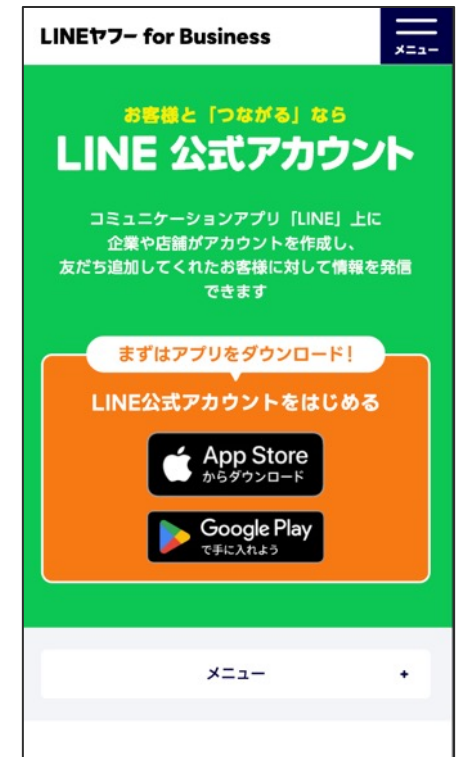 LINEヤフー for Business
メニュー
お客様と「つながる」なら
LINE 公式アカウント
コミュニケーションアプリ「LINE」上に
企業や店舗がアカウントを作成し、
友だち追加してくれたお客様に対して情報を発信
できます
まずはアプリをダウンロード!
LINE公式アカウントをはじめる
App Store
からダウンロード
Google Play
で手に入れよう
メニュー +